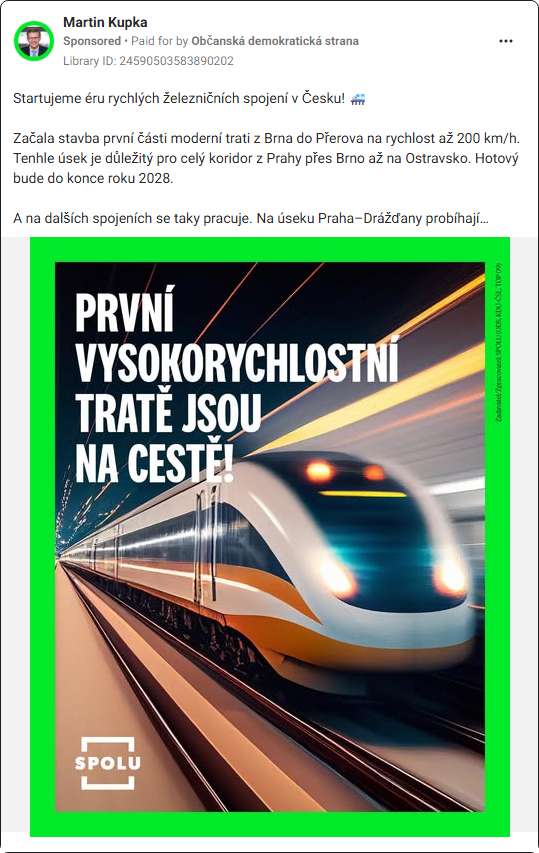 Martin Kupka
Sponsored • Paid for by Občanská demokratická strana
Library ID: 24590503583890202
Startujeme éru rychlých železničních spojení v Česku! 🚄
Začala stavba první části moderní trati z Brna do Přerova na rychlost až 200 km/h.
Tenhle úsek je důležitý pro celý koridor z Prahy přes Brno až na Ostravsko. Hotový
bude do konce roku 2028.
A na dalších spojeních se taky pracuje. Na úseku Praha–Drážďany probíhají…
PRVNÍ
VYSOKORYCHLOSTNÍ
TRATĚ JSOU
NA CESTĚ!
Zadavatel/Zpracovatel: SPOLU (ODS, KDU-ČSL, TOP 09)
SPOLU